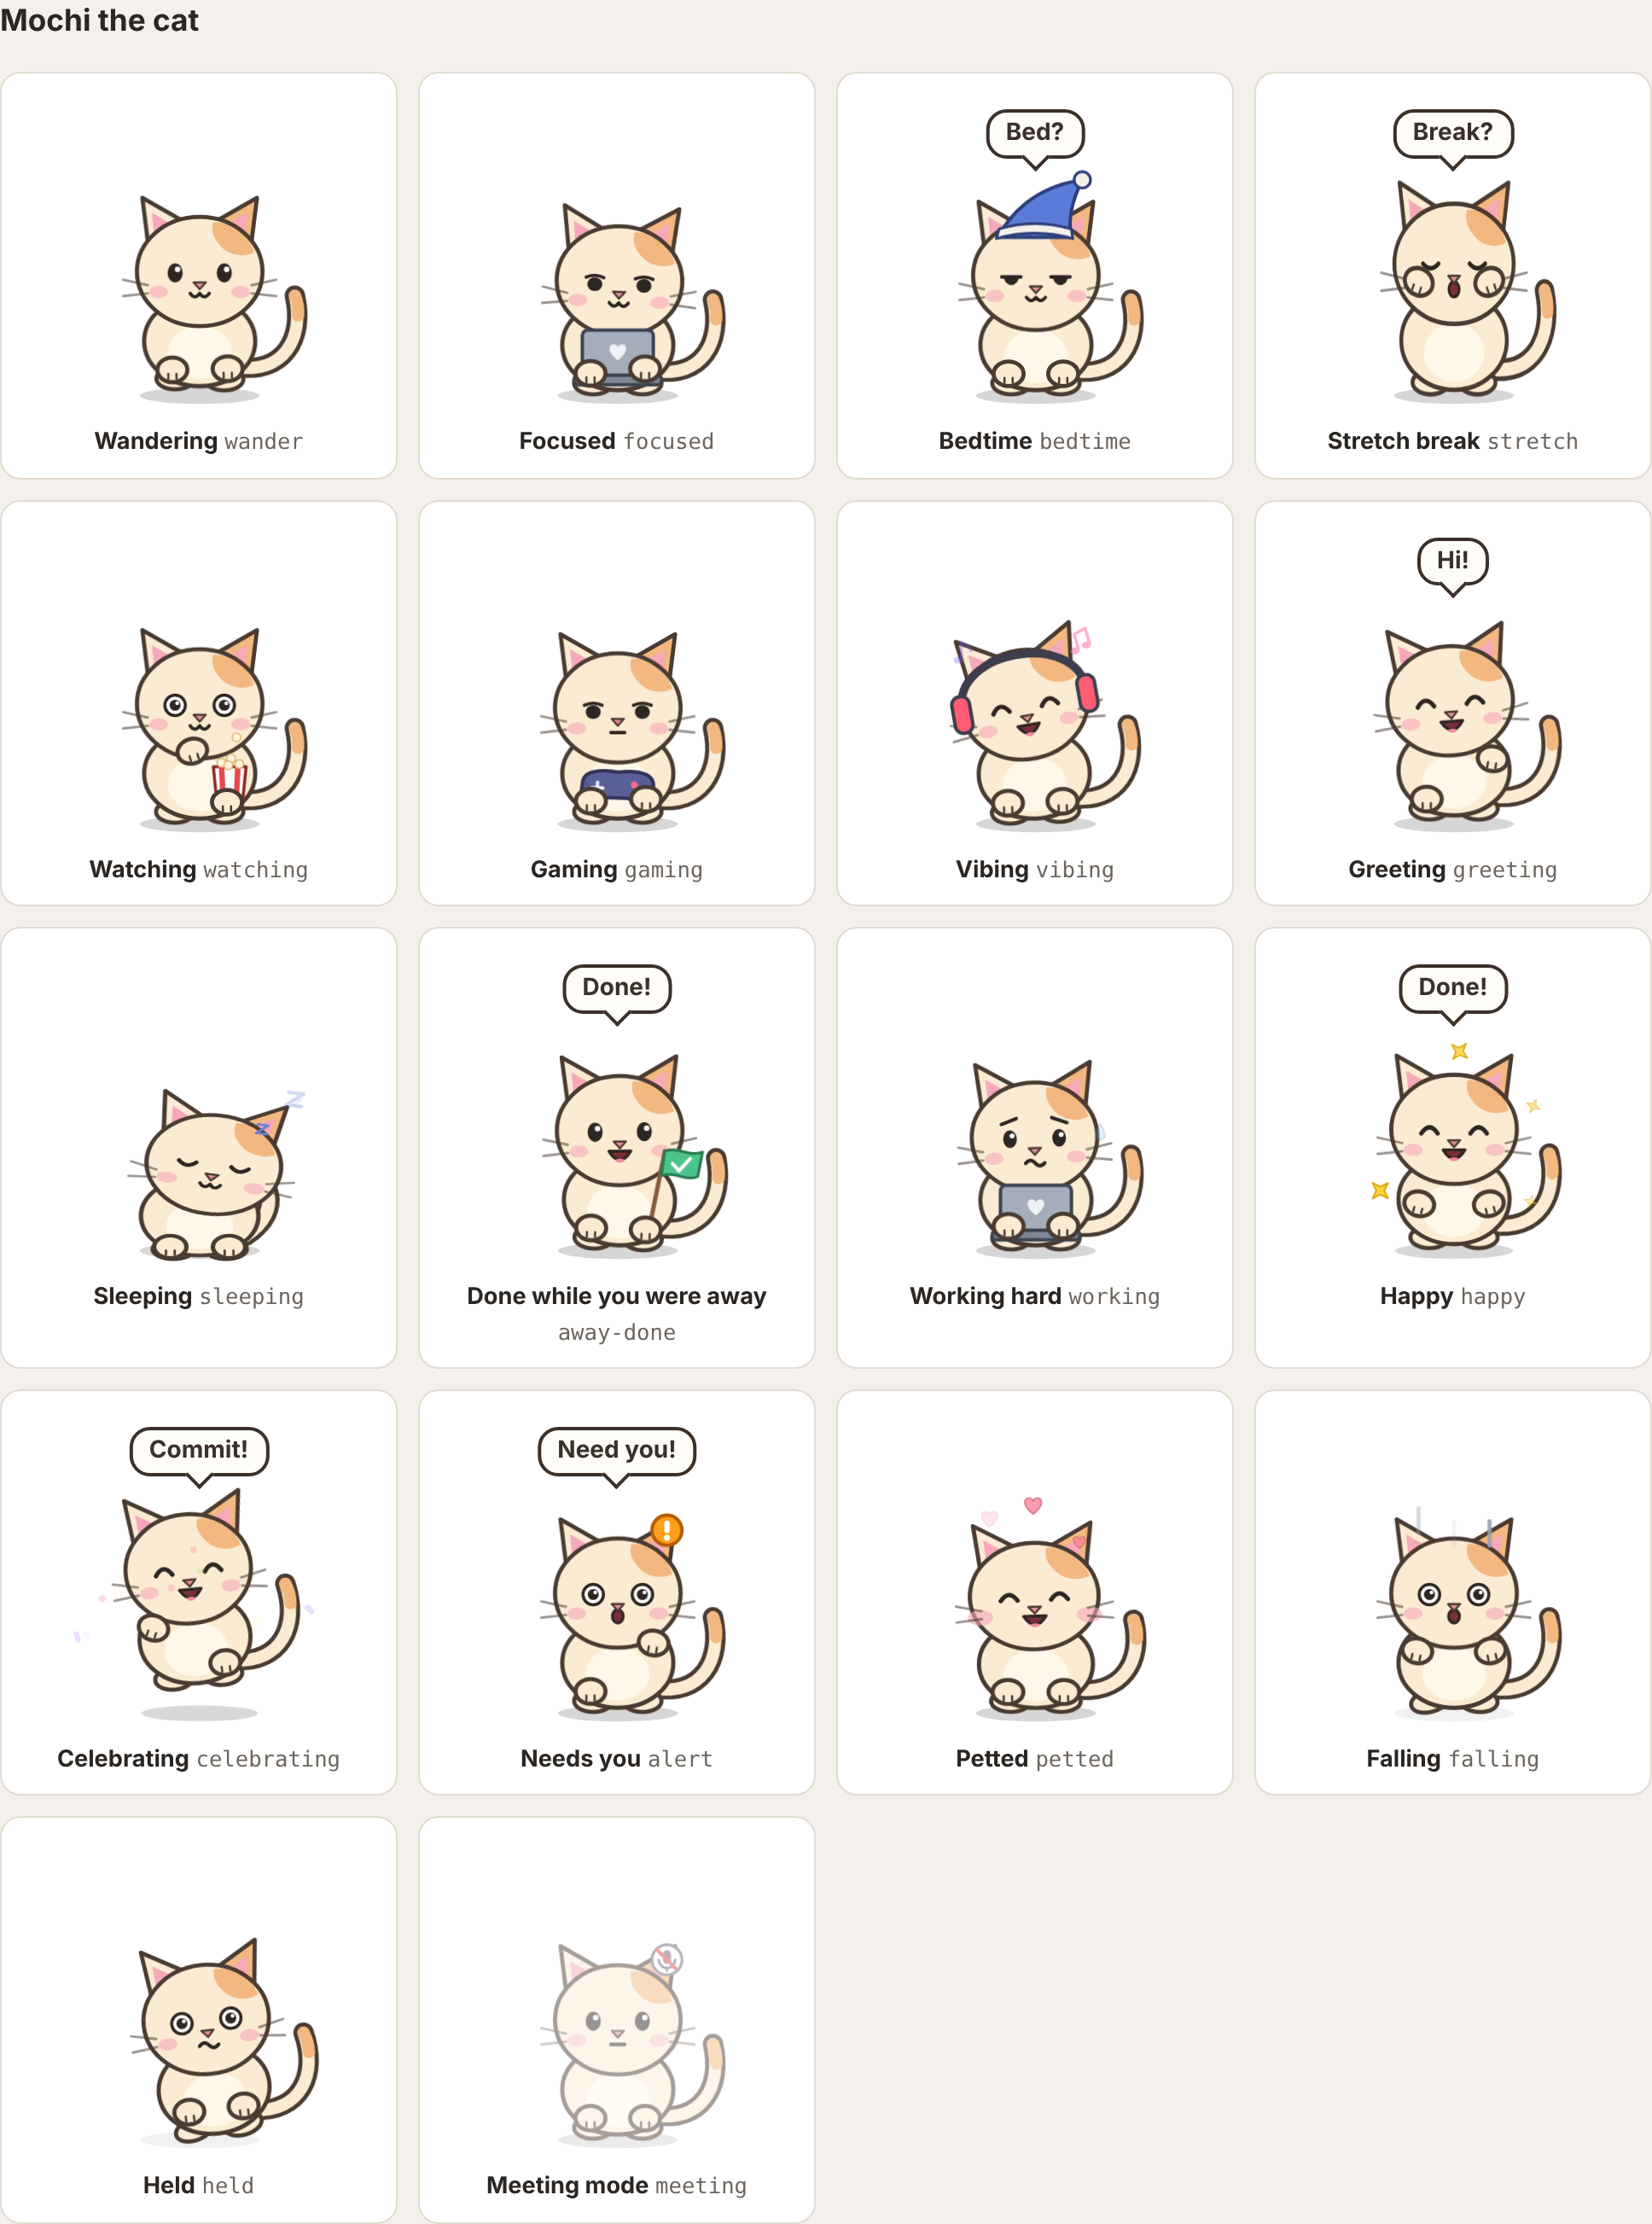 Mochi the cat
Bed?
Break?
Wandering wander
Focused focused
Bedtime bedtime
Stretch break stretch
Hi!
Watching watching
Gaming gaming
Vibing vibing
Greeting greeting
Done!
Done!
Z
Z
Sleeping sleeping
Done while you were away
away-done
Working hard working
Happy happy
Commit!
Need you!
!
Celebrating celebrating
Needs you alert
Petted petted
Falling falling
Held held
Meeting mode meeting